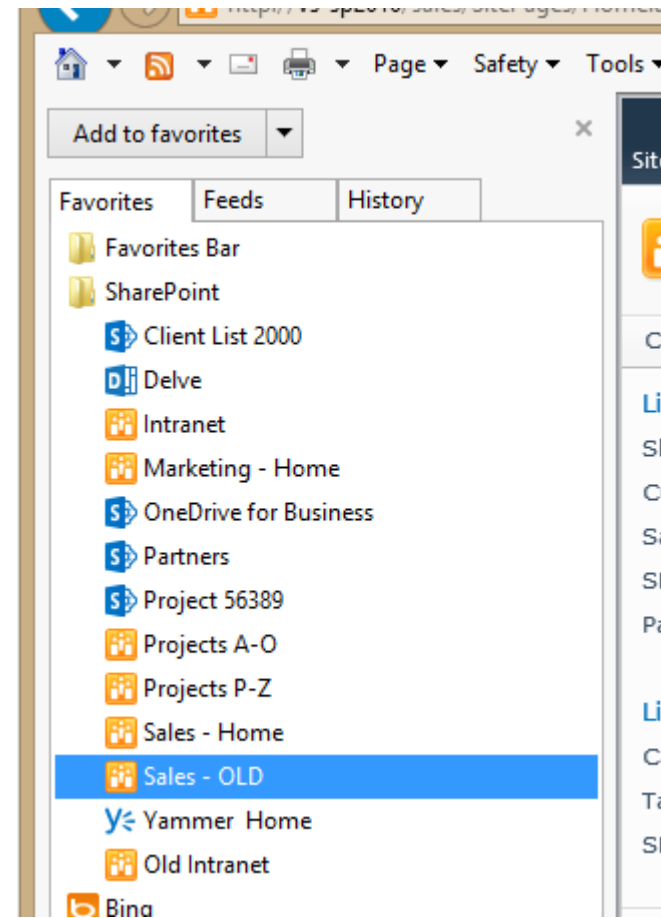 Page Safety Tools
Add to favorites
Favorites Feeds History
Favorites Bar
SharePoint
Client List 2000
Delve
Intranet
Marketing - Home
OneDrive for Business
Partners
Project 56389
Projects A-O
Projects P-Z
Sales - Home
Sales - OLD
Yammer Home
Old Intranet
Bing